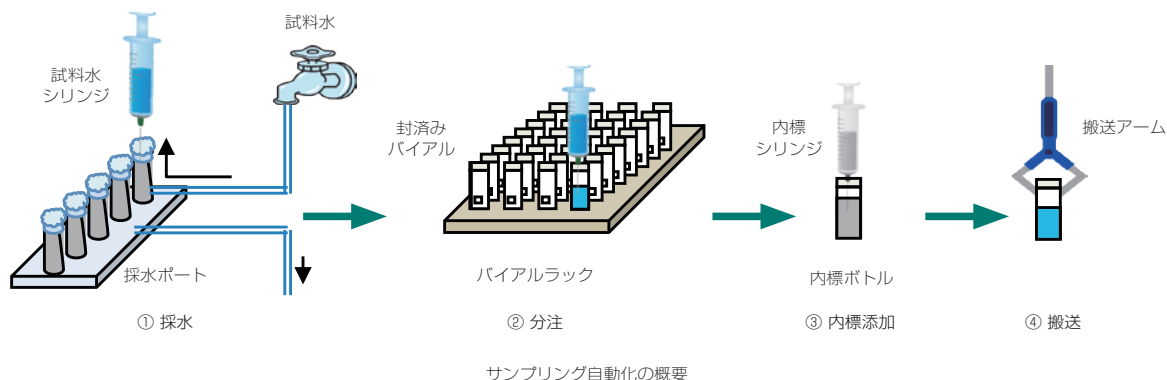 試料水
試料水
シリンジ
採水ポート
① 採水
封済み
バイアル
バイアルラック
② 分注
内標
シリンジ
内標ボトル
③ 内標添加
搬送アーム
④ 搬送
サンプリング自動化の概要